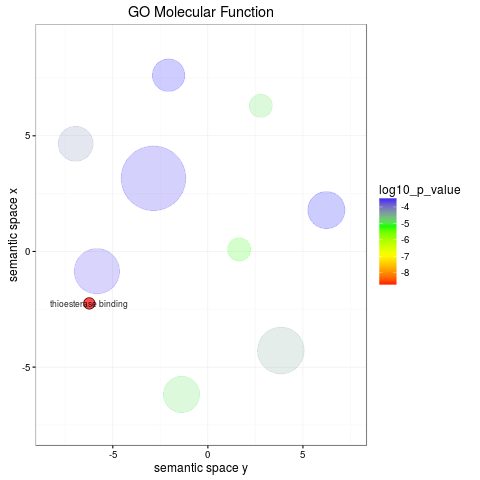 GO Molecular Function
semantic space x
5
0
-5
thioesterase binding
-5
0
5
semantic space y
log10_p_value
-4
-5
-6
-7
-8